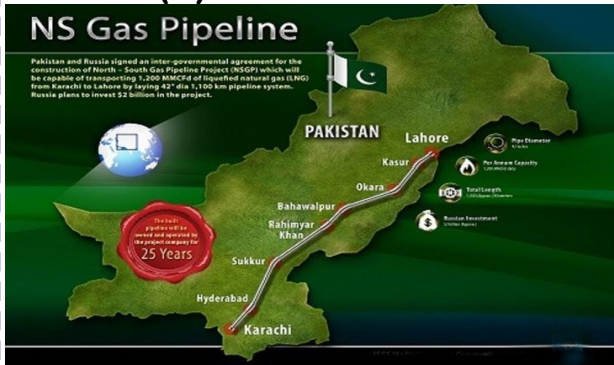 NS Gas Pipeline
Pakistan and Russia signed an inter-governmental agreement for the
construction of North – South Gas Pipeline Project (NSGP) which will
be capable of transporting 1,200 MMCFd of liquefied natural gas (LNG)
from Karachi to Lahore by laying 42" dia 1,100 km pipeline system.
Russia plans to invest $2 billion in the project.
PAKISTAN
Lahore
Kasur
Okara
Bahawalpur
Rahimyar
Khan
Sukkur
Hyderabad
Karachi
The built
pipeline will be
owned and operated by
the project company for
25 Years
Pipe Diameter
Per Annum Capacity
Total Length
Russian Investment